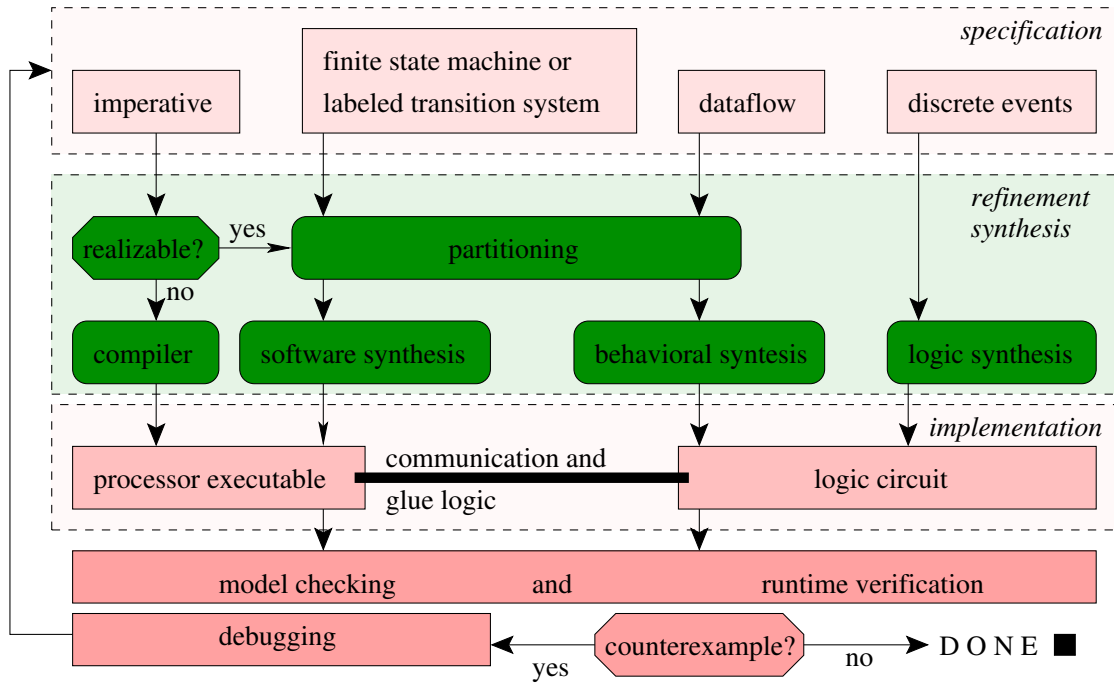 specification
finite state machine or
labeled transition system
imperative
dataflow
discrete events
refinement
synthesis
realizable?
yes
partitioning
no
compiler
software synthesis
behavioral syntesis
logic synthesis
implementation
communication and
glue logic
processor executable
logic circuit
model checking and runtime verification
debugging
yes
counterexample?
no
D O N E